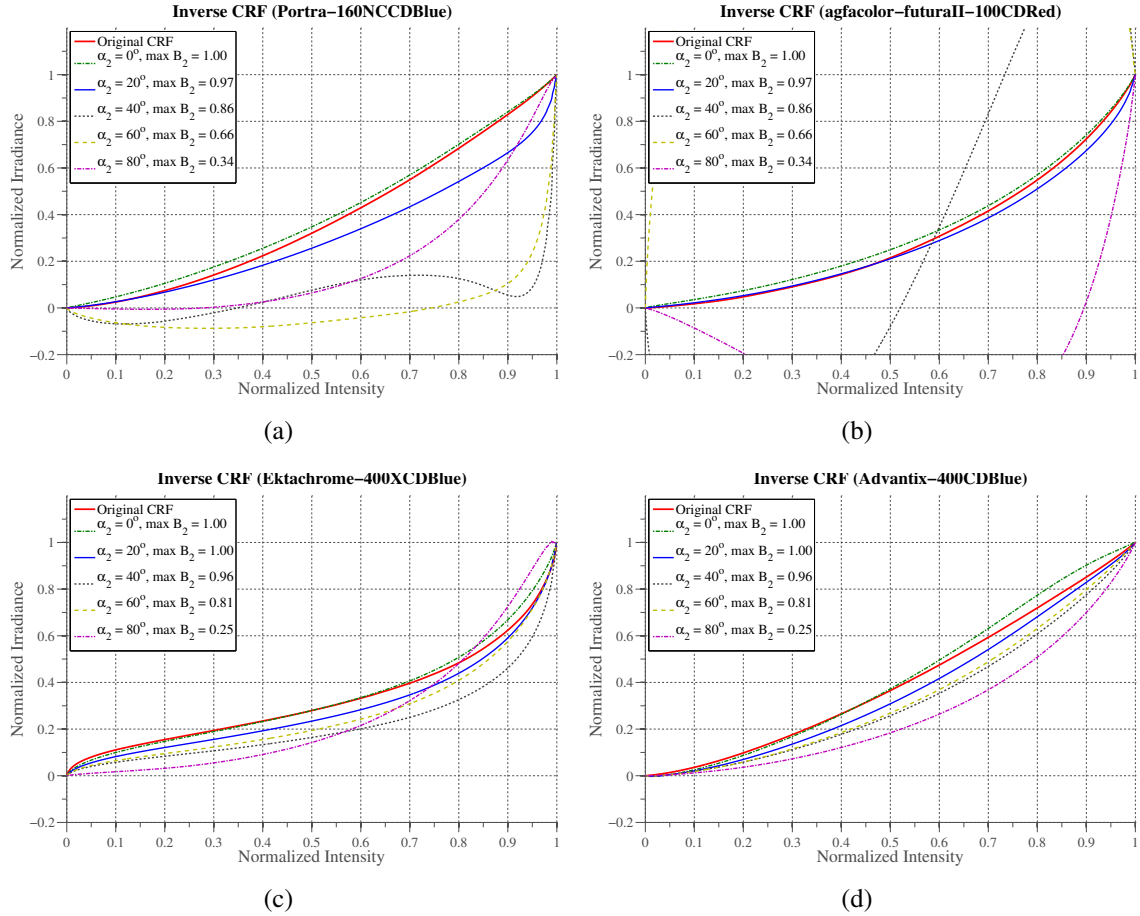 Inverse CRF (Portra−160NCCDBlue)
Original CRF
α2 = 0o, max B2 = 1.00
α2 = 20o, max B2 = 0.97
α2 = 40o, max B2 = 0.86
α2 = 60o, max B2 = 0.66
α2 = 80o, max B2 = 0.34
1
0.8
0.6
0.4
0.2
0
−0.2
Normalized Irradiance
0 0.1 0.2 0.3 0.4 0.5 0.6 0.7 0.8 0.9 1
Normalized Intensity
(a)
Inverse CRF (agfacolor−futuraII−100CDRed)
Original CRF
α2 = 0o, max B2 = 1.00
α2 = 20o, max B2 = 0.97
α2 = 40o, max B2 = 0.86
α2 = 60o, max B2 = 0.66
α2 = 80o, max B2 = 0.34
1
0.8
0.6
0.4
0.2
0
−0.2
Normalized Irradiance
0 0.1 0.2 0.3 0.4 0.5 0.6 0.7 0.8 0.9 1
Normalized Intensity
(b)
Inverse CRF (Ektachrome−400XCDBlue)
Original CRF
α2 = 0o, max B2 = 1.00
α2 = 20o, max B2 = 1.00
α2 = 40o, max B2 = 0.96
α2 = 60o, max B2 = 0.81
α2 = 80o, max B2 = 0.25
1
0.8
0.6
0.4
0.2
0
−0.2
Normalized Irradiance
0 0.1 0.2 0.3 0.4 0.5 0.6 0.7 0.8 0.9 1
Normalized Intensity
(c)
Inverse CRF (Advantix−400CDBlue)
Original CRF
α2 = 0o, max B2 = 1.00
α2 = 20o, max B2 = 1.00
α2 = 40o, max B2 = 0.96
α2 = 60o, max B2 = 0.81
α2 = 80o, max B2 = 0.25
1
0.8
0.6
0.4
0.2
0
−0.2
Normalized Irradiance
0 0.1 0.2 0.3 0.4 0.5 0.6 0.7 0.8 0.9 1
Normalized Intensity
(d)